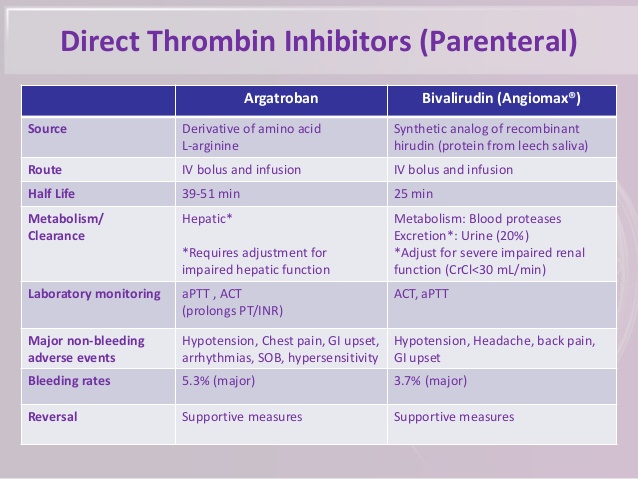 Direct Thrombin Inhibitors (Parenteral)
Argatroban
Bivalirudin (Angiomax®)
Source
Derivative of amino acid
L-arginine
Synthetic analog of recombinant
hirudin (protein from leech saliva)
Route
IV bolus and infusion
IV bolus and infusion
Half Life
39-51 min
25 min
Metabolism/
Clearance
Hepatic*
*Requires adjustment for
impaired hepatic function
Metabolism: Blood proteases
Excretion*: Urine (20%)
*Adjust for severe impaired renal
function (CrCl<30 mL/min)
Laboratory monitoring
aPTT , ACT
(prolongs PT/INR)
ACT, aPTT
Major non-bleeding
adverse events
Hypotension, Chest pain, GI upset,
arrhythmias, SOB, hypersensitivity
Hypotension, Headache, back pain,
GI upset
Bleeding rates
5.3% (major)
3.7% (major)
Reversal
Supportive measures
Supportive measures